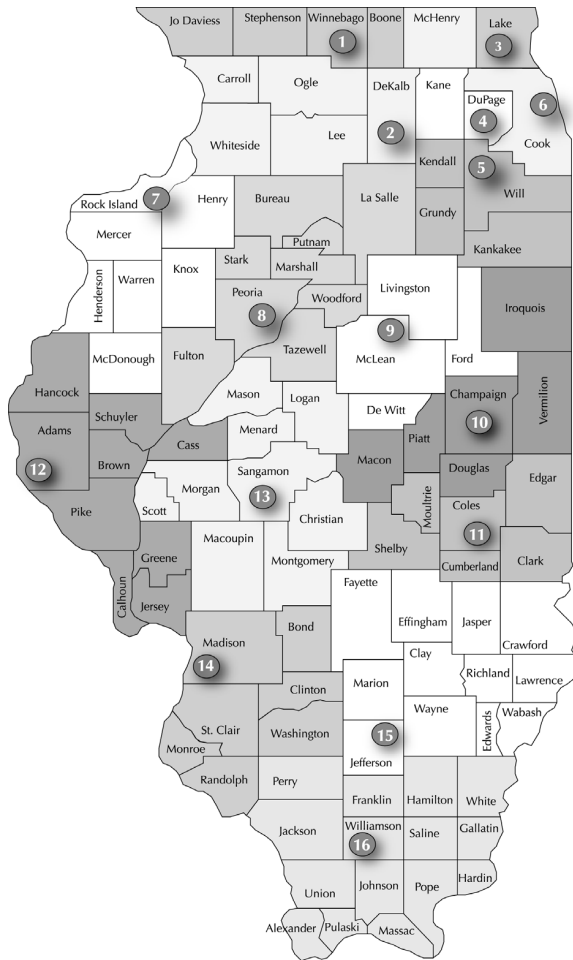 Jo Daviess
Stephenson
Winnebago
Boone
McHenry
Lake
1
3
Carroll
Ogle
DeKalb
Kane
DuPage
6
4
2
Cook
Whiteside
Lee
Kendall
5
Will
Rock Island
7
Henry
Bureau
La Salle
Grundy
Mercer
Putnam
Kankakee
Henderson
Warren
Knox
Stark
Marshall
Peoria
Woodford
Livingston
Iroquois
8
9
McDonough
Fulton
Tazewell
McLean
Ford
Hancock
Mason
Logan
De Witt
Champaign
Vermilion
Schuyler
Adams
Menard
Piatt
10
Cass
Macon
12
Brown
Sangamon
Douglas
Morgan
13
Moultrie
Edgar
Coles
Pike
Scott
Christian
11
Macoupin
Shelby
Greene
Montgomery
Cumberland
Clark
Calhoun
Jersey
Fayette
Effingham
Jasper
Crawford
Bond
Madison
Clay
14
Marion
Richland
Lawrence
Clinton
Wayne
Edwards
Wabash
St. Clair
Washington
15
Monroe
Jefferson
Randolph
Perry
Franklin
Hamilton
White
Jackson
Williamson
Saline
Gallatin
16
Union
Johnson
Pope
Hardin
Alexander
Pulaski
Massac